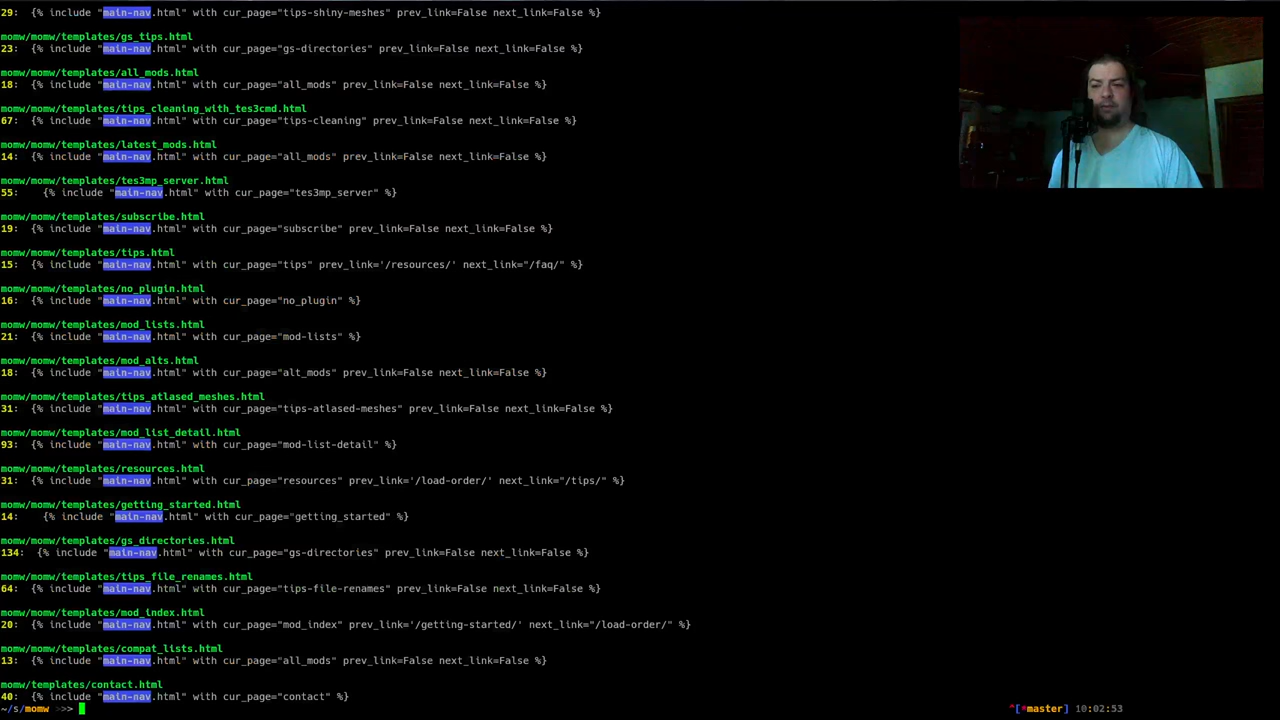 29:  {% include "main-nav.html" with cur_page="tips-shiny-meshes" prev_link=False next_link=False %}
momw/momw/templates/gs_tips.html
23:  {% include "main-nav.html" with cur_page="gs-directories" prev_link=False next_link=False %}
momw/momw/templates/all_mods.html
18:  {% include "main-nav.html" with cur_page="all_mods" prev_link=False next_link=False %}
momw/momw/templates/tips_cleaning_with_tes3cmd.html
67:  {% include "main-nav.html" with cur_page="tips-cleaning" prev_link=False next_link=False %}
momw/momw/templates/latest_mods.html
14:  {% include "main-nav.html" with cur_page="all_mods" prev_link=False next_link=False %}
momw/momw/templates/tes3mp_server.html
55:    {% include "main-nav.html" with cur_page="tes3mp_server" %}
momw/momw/templates/subscribe.html
19:  {% include "main-nav.html" with cur_page="subscribe" prev_link=False next_link=False %}
momw/momw/templates/tips.html
15:  {% include "main-nav.html" with cur_page="tips" prev_link='/resources/' next_link="/faq/" %}
momw/momw/templates/no_plugin.html
16:  {% include "main-nav.html" with cur_page="no_plugin" %}
momw/momw/templates/mod_lists.html
21:  {% include "main-nav.html" with cur_page="mod-lists" %}
momw/momw/templates/mod_alts.html
18:  {% include "main-nav.html" with cur_page="alt_mods" prev_link=False next_link=False %}
momw/momw/templates/tips_atlased_meshes.html
31:  {% include "main-nav.html" with cur_page="tips-atlased-meshes" prev_link=False next_link=False %}
momw/momw/templates/mod_list_detail.html
93:  {% include "main-nav.html" with cur_page="mod-list-detail" %}
momw/momw/templates/resources.html
31:  {% include "main-nav.html" with cur_page="resources" prev_link='/load-order/' next_link="/tips/" %}
momw/momw/templates/getting_started.html
14:    {% include "main-nav.html" with cur_page="getting_started" %}
momw/momw/templates/gs_directories.html
134:  {% include "main-nav.html" with cur_page="gs-directories" prev_link=False next_link=False %}
momw/momw/templates/tips_file_renames.html
64:  {% include "main-nav.html" with cur_page="tips-file-renames" prev_link=False next_link=False %}
momw/momw/templates/mod_index.html
20:  {% include "main-nav.html" with cur_page="mod_index" prev_link='/getting-started/' next_link="/load-order/" %}
momw/momw/templates/compat_lists.html
13:  {% include "main-nav.html" with cur_page="all_mods" prev_link=False next_link=False %}
momw/templates/contact.html
40:  {% include "main-nav.html" with cur_page="contact" %}
~/s/momw >>> ^[*master] 10:02:53